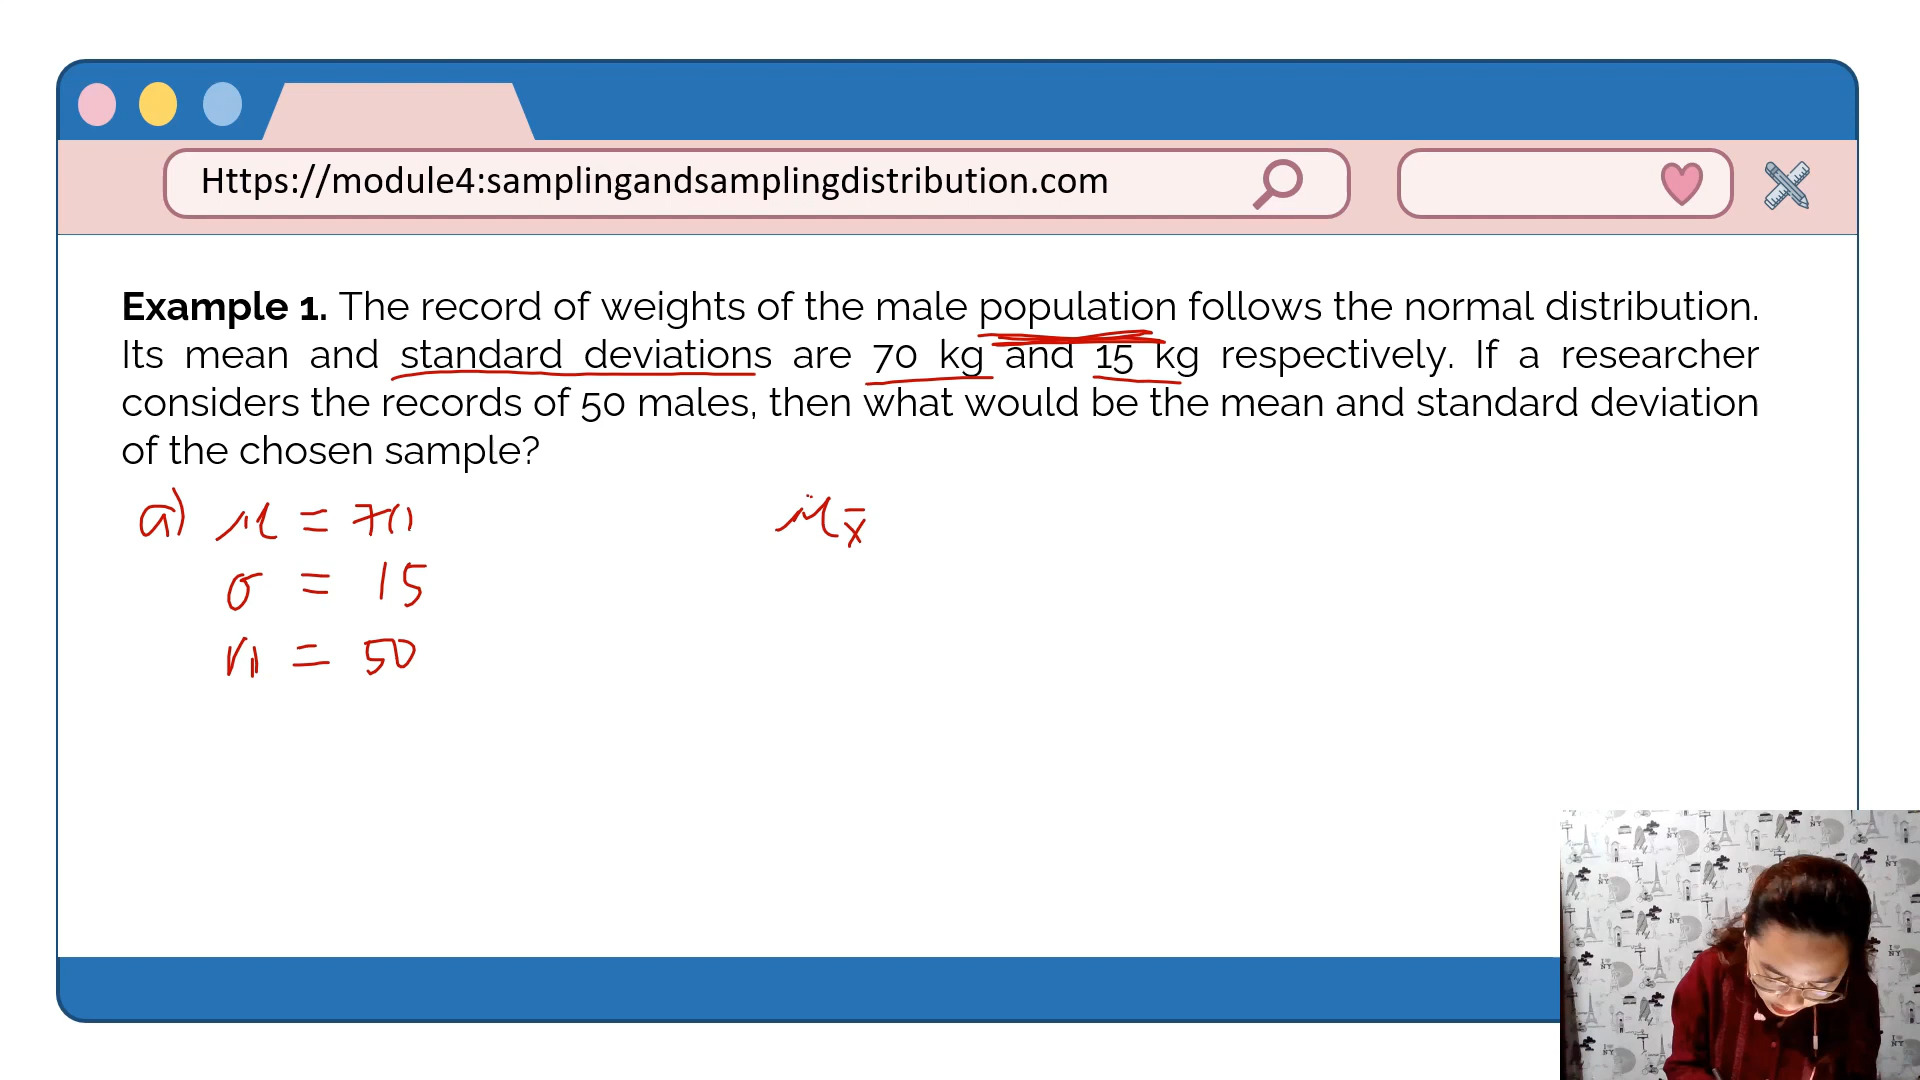 Https://module4:samplingandsamplingdistribution.com
Example 1. The record of weights of the male population follows the normal distribution.
Its mean and standard deviations are 70 kg and 15 kg respectively. If a researcher
considers the records of 50 males, then what would be the mean and standard deviation
of the chosen sample?
a) μ = 70
σ = 15
n = 50
μx̄